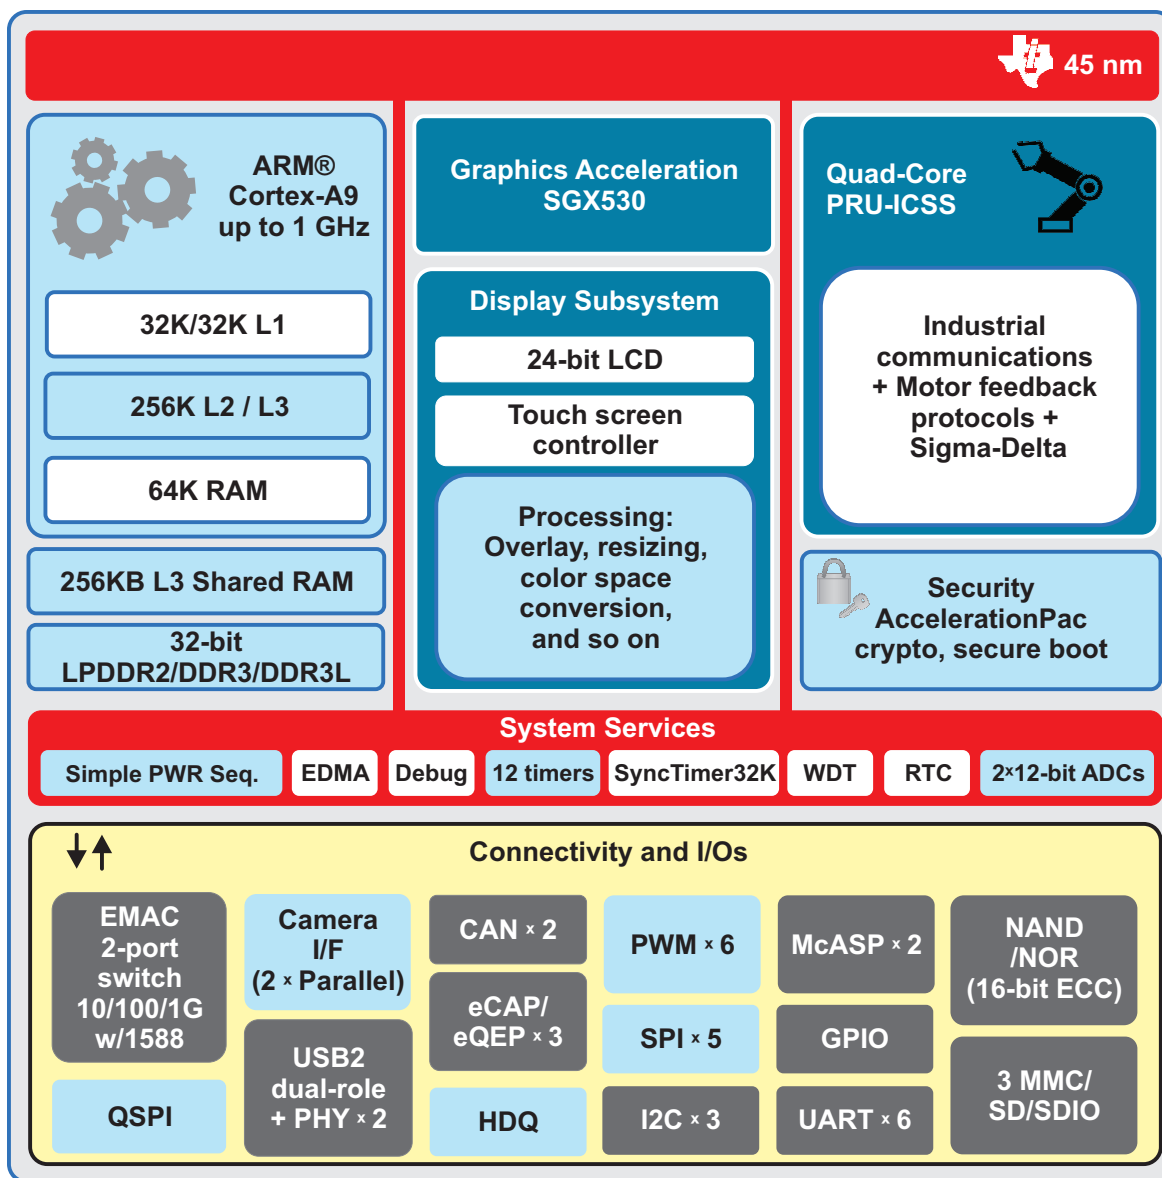 45 nm
ARM®
Cortex-A9
up to 1 GHz
32K/32K L1
256K L2 / L3
64K RAM
256KB L3 Shared RAM
32-bit
LPDDR2/DDR3/DDR3L
Graphics Acceleration
SGX530
Display Subsystem
24-bit LCD
Touch screen
controller
Processing:
Overlay, resizing,
color space
conversion,
and so on
Quad-Core
PRU-ICSS
Industrial
communications
+ Motor feedback
protocols +
Sigma-Delta
Security
AccelerationPac
crypto, secure boot
System Services
Simple PWR Seq.
EDMA
Debug
12 timers
SyncTimer32K
WDT
RTC
2x12-bit ADCs
Connectivity and I/Os
EMAC
2-port
switch
10/100/1G
w/1588
QSPI
Camera
I/F
(2 x Parallel)
USB2
dual-role
+ PHY x 2
CAN x 2
eCAP/
eQEP x 3
HDQ
PWM x 6
SPI x 5
I2C x 3
McASP x 2
GPIO
UART x 6
NAND
/NOR
(16-bit ECC)
3 MMC/
SD/SDIO